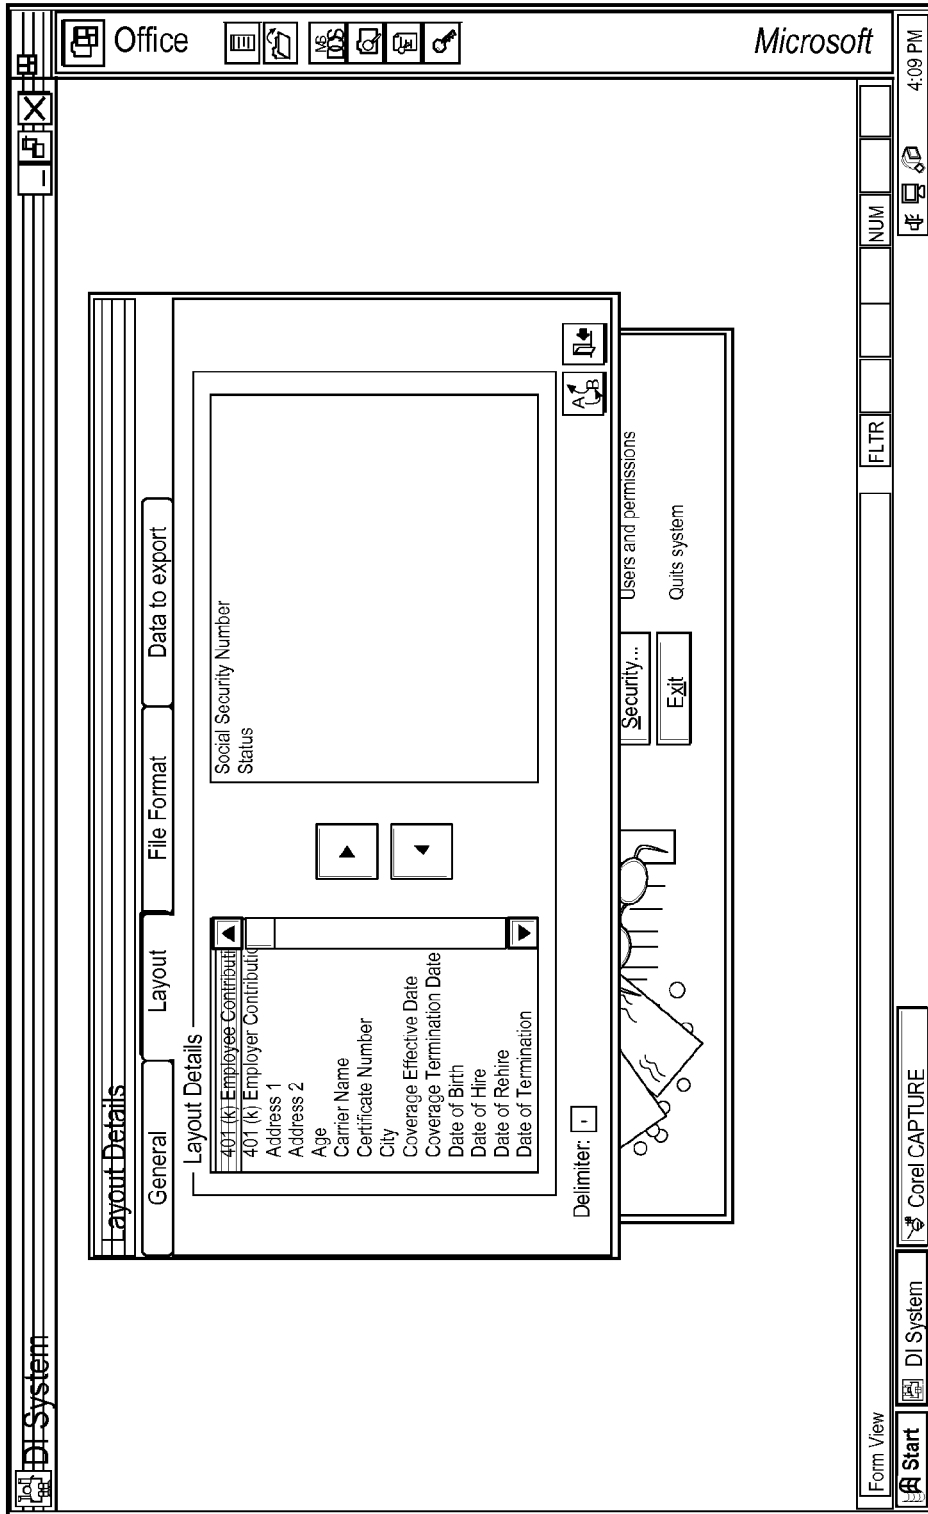 DI System
Office
MS
DOS
Microsoft
Layout Details
General
Layout
File Format
Data to export
Layout Details
401 (k) Employee Contributi
401 (k) Employer Contributic
Address 1
Address 2
Age
Carrier Name
Certificate Number
City
Coverage Effective Date
Coverage Termination Date
Date of Birth
Date of Hire
Date of Rehire
Date of Termination
Social Security Number
Status
Delimiter: ,
A B
Security...
Users and permissions
Exit
Quits system
Form View
FLTR
NUM
Start
DI System
Corel CAPTURE
4:09 PM